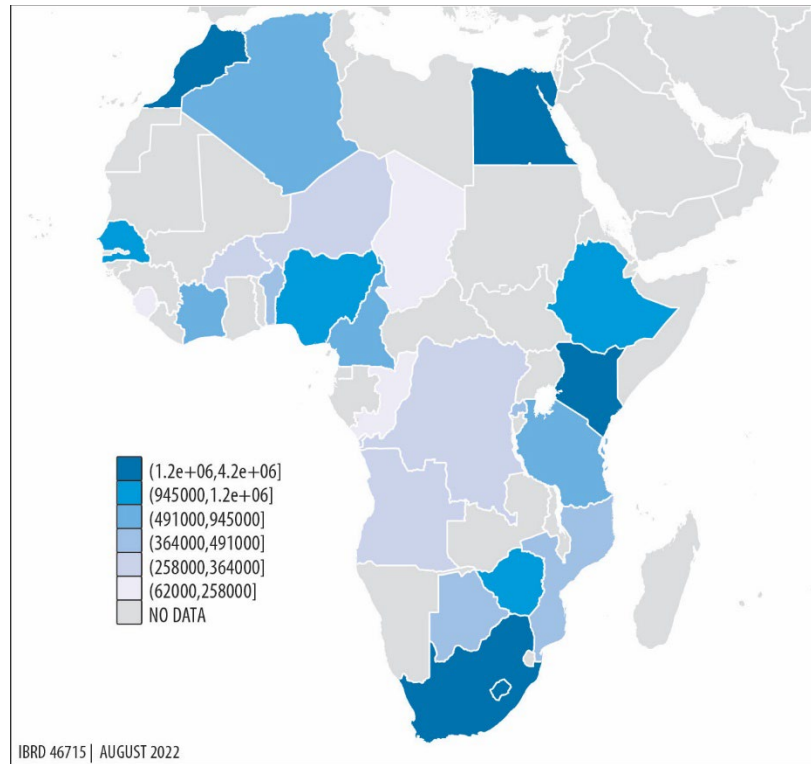 (1.2e+06,4.2e+06]
(945000,1.2e+06]
(491000,945000]
(364000,491000]
(258000,364000]
(62000,258000]
NO DATA
IBRD 46715 | AUGUST 2022